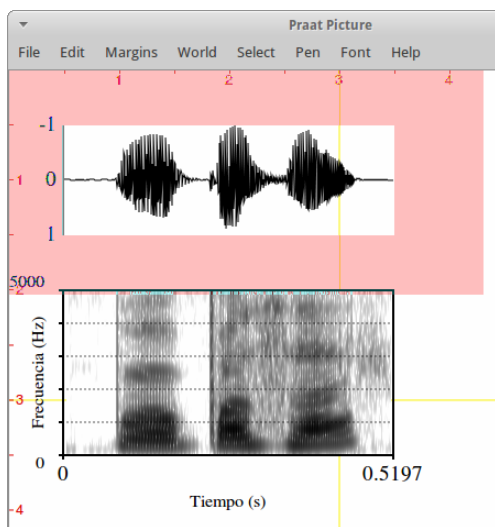 Praat Picture
File Edit Margins World Select Pen Font Help
1 2 3 4
-1
1 0
1
5000
2
Frecuencia (Hz)
3
0
0 0.5197
Tiempo (s)
4